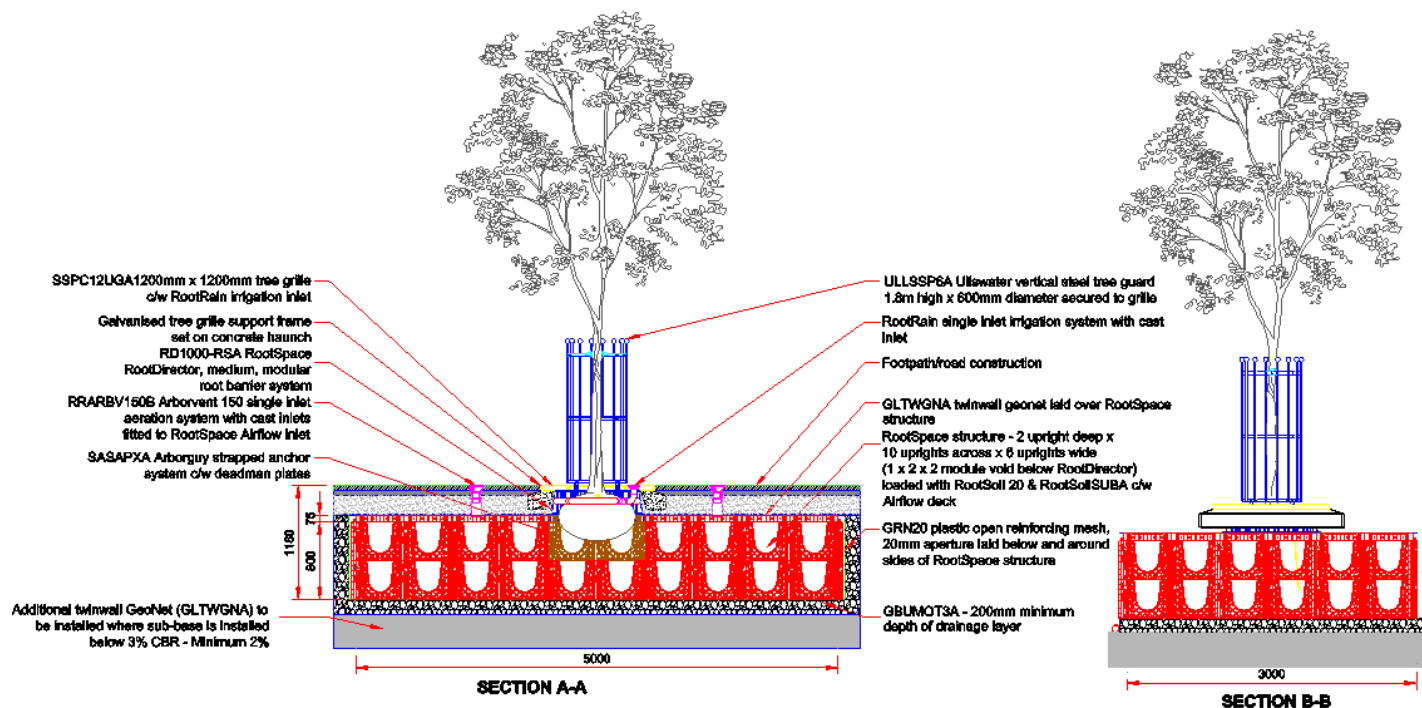 SSPC12UGA1200mm x 1200mm tree grille
c/w RootRain irrigation inlet
Galvanised tree grille support frame
set on concrete haunch
RD1000-RSA RootSpace
RootDirector, medium, modular
root barrier system
RRARBV150B Arborvent 150 single inlet
aeration system with cast inlets
fitted to RootSpace Airflow inlet
SASAPXA Arborguy strapped anchor
system c/w deadman plates
Additional twinwall GeoNet (GLTWGNA) to
be installed where sub-base is installed
below 3% CBR - Minimum 2%
ULLSSP6A Ullswater vertical steel tree guard
1.8m high x 600mm diameter secured to grille
RootRain single inlet irrigation system with cast
inlet
Footpath/road construction
GLTWGNA twinwall geonet laid over RootSpace
structure
RootSpace structure - 2 upright deep x
10 uprights across x 6 uprights wide
(1 x 2 x 2 module void below RootDirector)
loaded with RootSoil 20 & RootSoilSUBA c/w
Airflow deck
GRN20 plastic open reinforcing mesh,
20mm aperture laid below and around
sides of RootSpace structure
GBUMOT3A - 200mm minimum
depth of drainage layer
75
1160
800
5000
SECTION A-A
3000
SECTION B-B